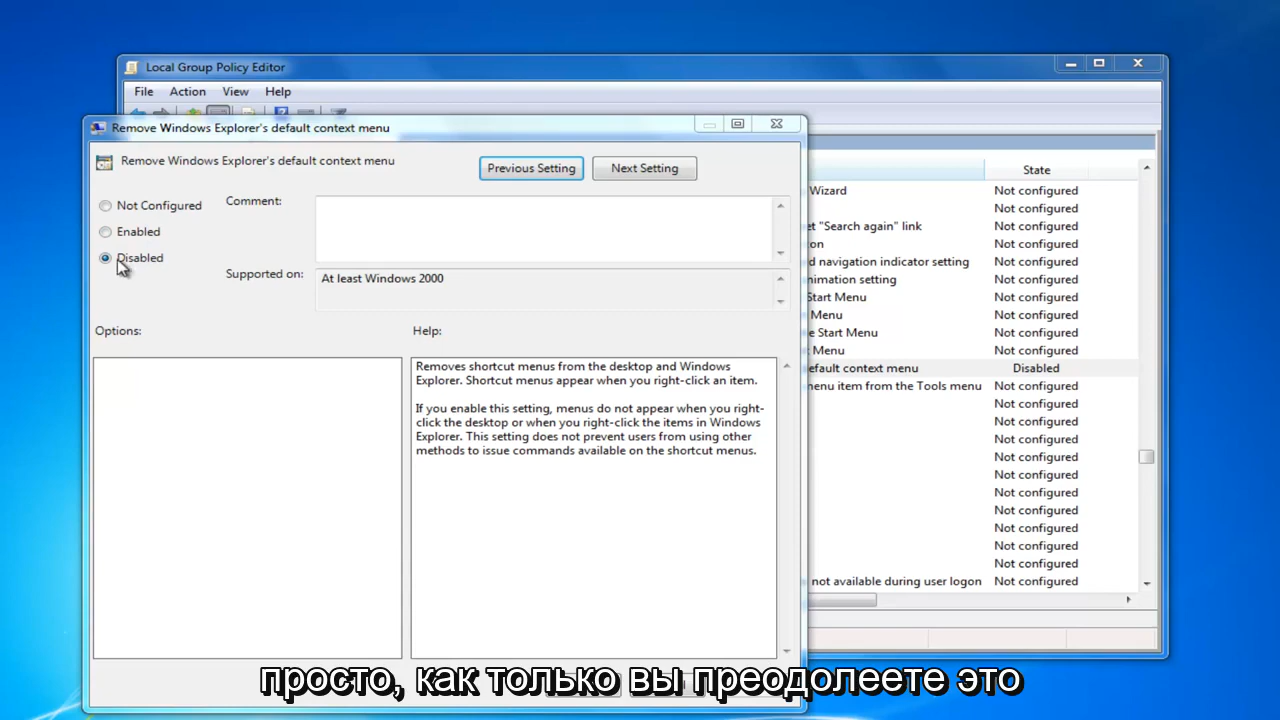 Local Group Policy Editor
File Action View Help
Remove Windows Explorer's default context menu
Remove Windows Explorer's default context menu
Previous Setting Next Setting
Not Configured
Enabled
Disabled
Comment:
Supported on:
At least Windows 2000
Options:
Help:
Removes shortcut menus from the desktop and Windows
Explorer. Shortcut menus appear when you right-click an item.
If you enable this setting, menus do not appear when you right-
click the desktop or when you right-click the items in Windows
Explorer. This setting does not prevent users from using other
methods to issue commands available on the shortcut menus.
State
Wizard Not configured
Not configured
"Search again" link Not configured
Not configured
navigation indicator setting Not configured
setting Not configured
Start Menu Not configured
Menu Not configured
Start Menu Not configured
Menu Not configured
context menu Disabled
item from the Tools menu Not configured
Not configured
Not configured
Not configured
Not configured
Not configured
Not configured
Not configured
Not configured
Not configured
Not configured
not available during user logon Not configured
просто, как только вы преодолеете это